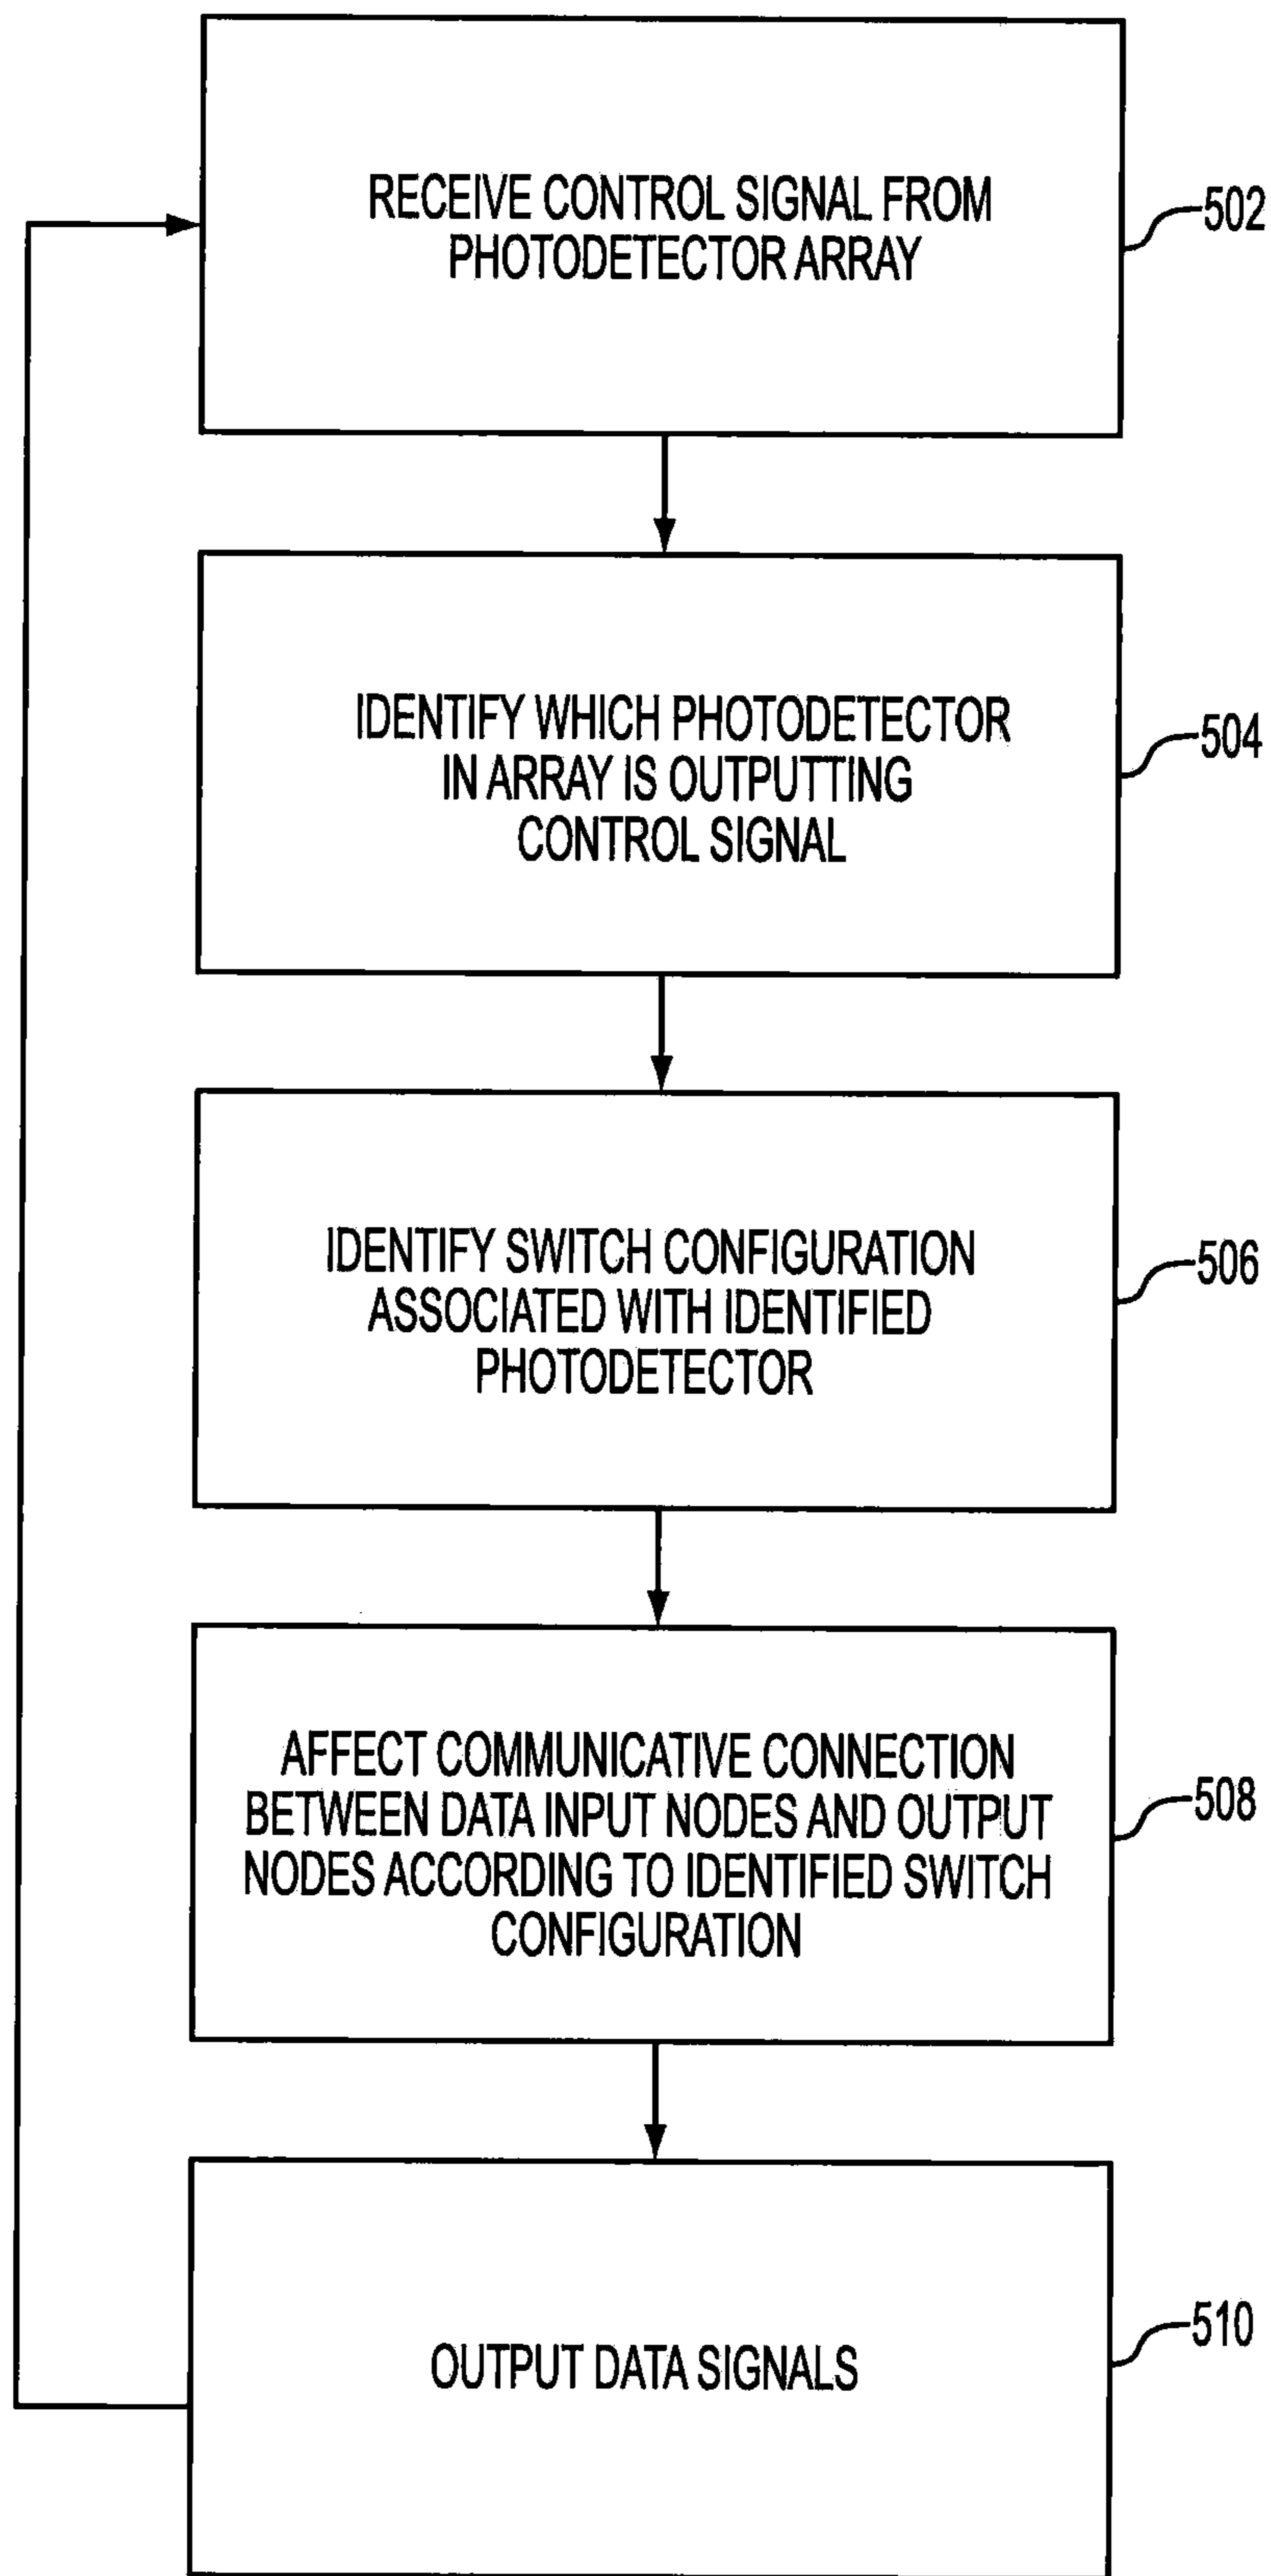 RECEIVE CONTROL SIGNAL FROM
PHOTODETECTOR ARRAY
502
IDENTIFY WHICH PHOTODETECTOR
IN ARRAY IS OUTPUTTING
CONTROL SIGNAL
504
IDENTIFY SWITCH CONFIGURATION
ASSOCIATED WITH IDENTIFIED
PHOTODETECTOR
506
AFFECT COMMUNICATIVE CONNECTION
BETWEEN DATA INPUT NODES AND OUTPUT
NODES ACCORDING TO IDENTIFIED SWITCH
CONFIGURATION
508
OUTPUT DATA SIGNALS
510